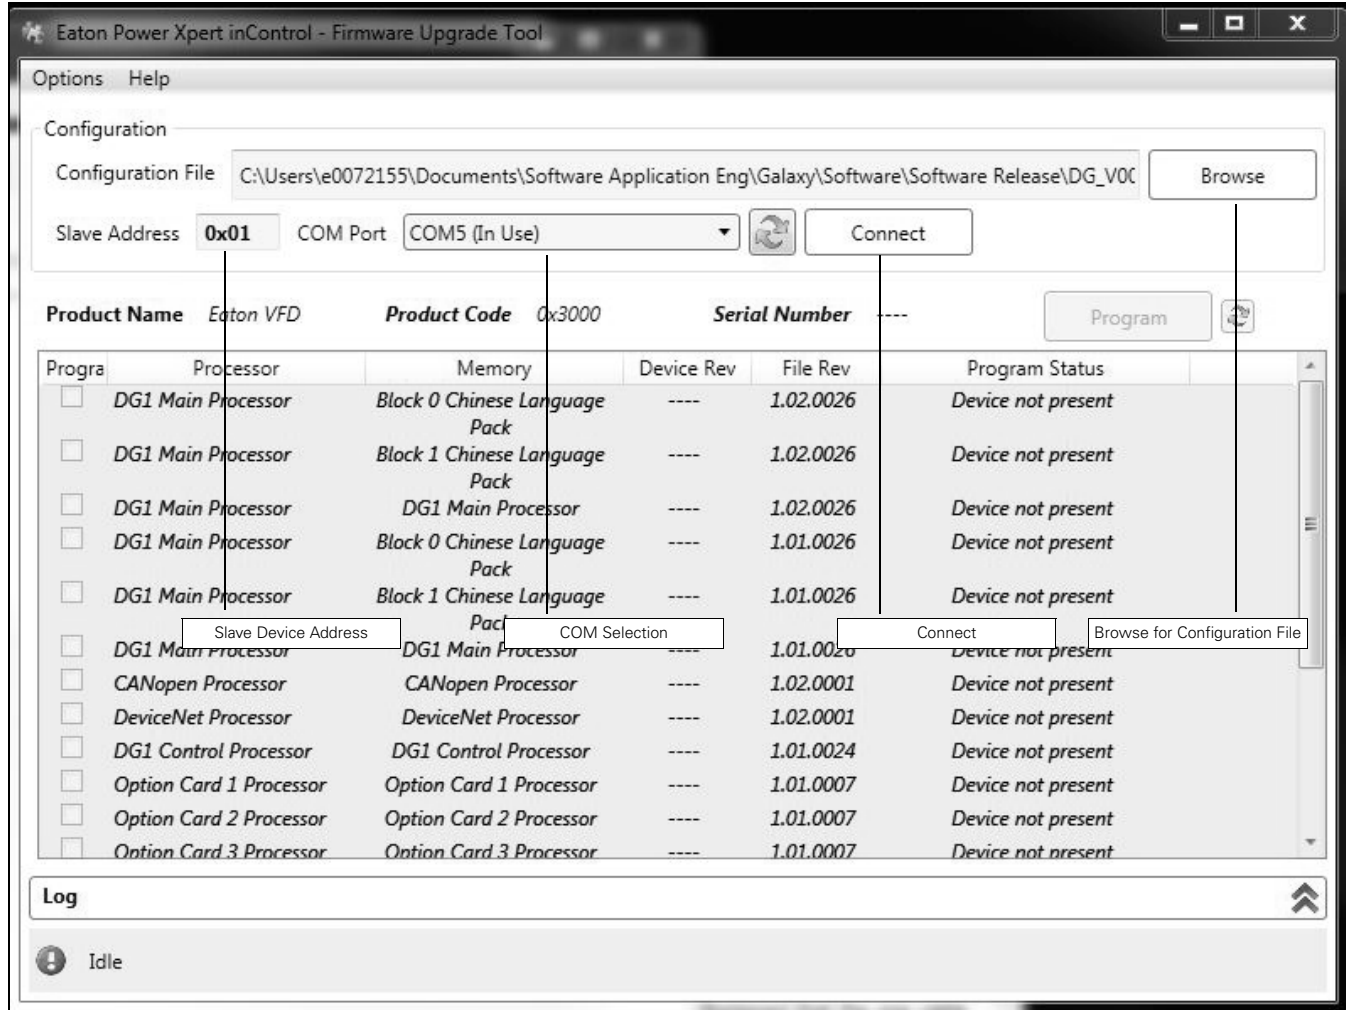 Eaton Power Xpert inControl - Firmware Upgrade Tool
Options Help
Configuration
Configuration File C:\Users\e0072155\Documents\Software Application Eng\Galaxy\Software\Software Release\DG_V00 Browse
Slave Address 0x01 COM Port COM5 (In Use) Connect
Product Name Eaton VFD Product Code 0x3000 Serial Number ---- Program
Progra Processor Memory Device Rev File Rev Program Status
DG1 Main Processor Block 0 Chinese Language Pack ---- 1.02.0026 Device not present
DG1 Main Processor Block 1 Chinese Language Pack ---- 1.02.0026 Device not present
DG1 Main Processor DG1 Main Processor ---- 1.02.0026 Device not present
DG1 Main Processor Block 0 Chinese Language Pack ---- 1.01.0026 Device not present
DG1 Main Processor Block 1 Chinese Language Pack ---- 1.01.0026 Device not present
Slave Device Address COM Selection Connect Browse for Configuration File
DG1 Main Processor DG1 Main Processor ---- 1.01.0026 Device not present
CANopen Processor CANopen Processor ---- 1.02.0001 Device not present
DeviceNet Processor DeviceNet Processor ---- 1.02.0001 Device not present
DG1 Control Processor DG1 Control Processor ---- 1.01.0024 Device not present
Option Card 1 Processor Option Card 1 Processor ---- 1.01.0007 Device not present
Option Card 2 Processor Option Card 2 Processor ---- 1.01.0007 Device not present
Option Card 3 Processor Option Card 3 Processor ---- 1.01.0007 Device not present
Log
Idle